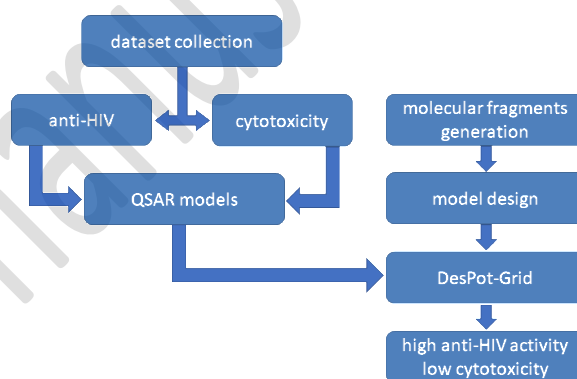 dataset collection
anti-HIV
cytotoxicity
QSAR models
molecular fragments
generation
model design
DesPot-Grid
high anti-HIV activity
low cytotoxicity